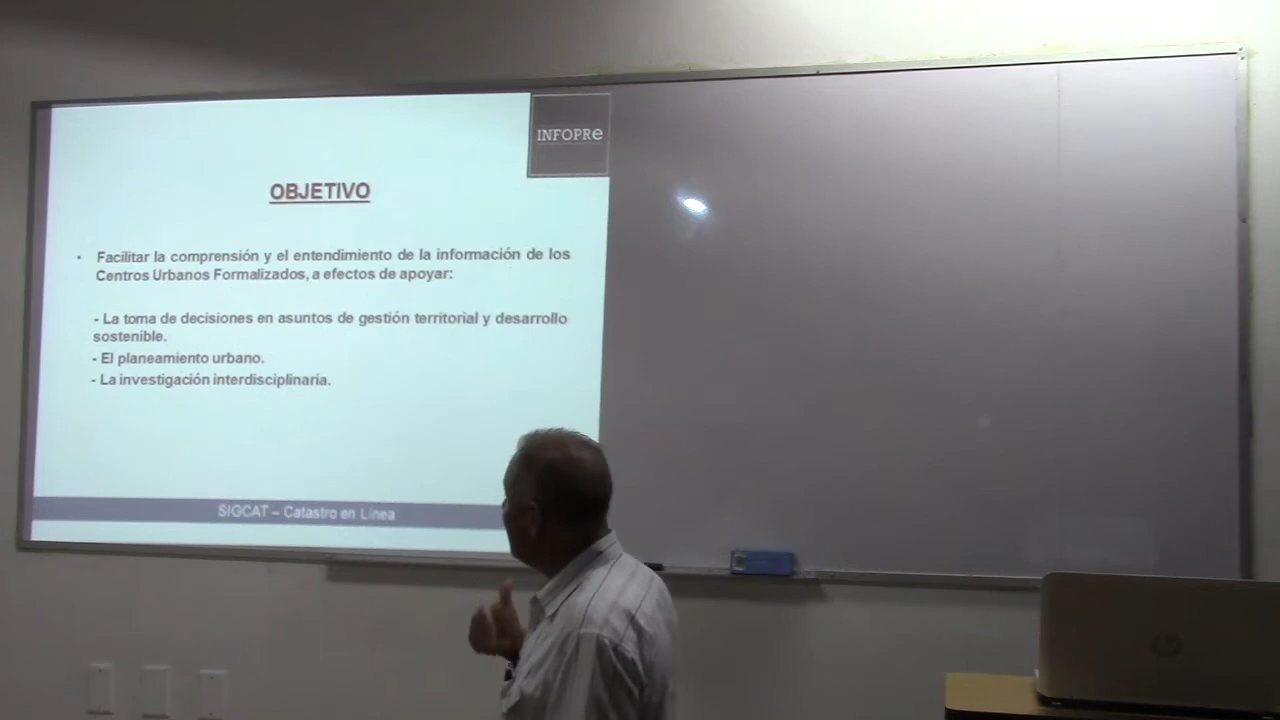 INFOPRe
OBJETIVO
• Facilitar la comprensión y el entendimiento de la información de los
Centros Urbanos Formalizados, a efectos de apoyar:
- La toma de decisiones en asuntos de gestión territorial y desarrollo
sostenible.
- El planeamiento urbano.
- La investigación interdisciplinaria.
SIGCAT – Catastro en Línea